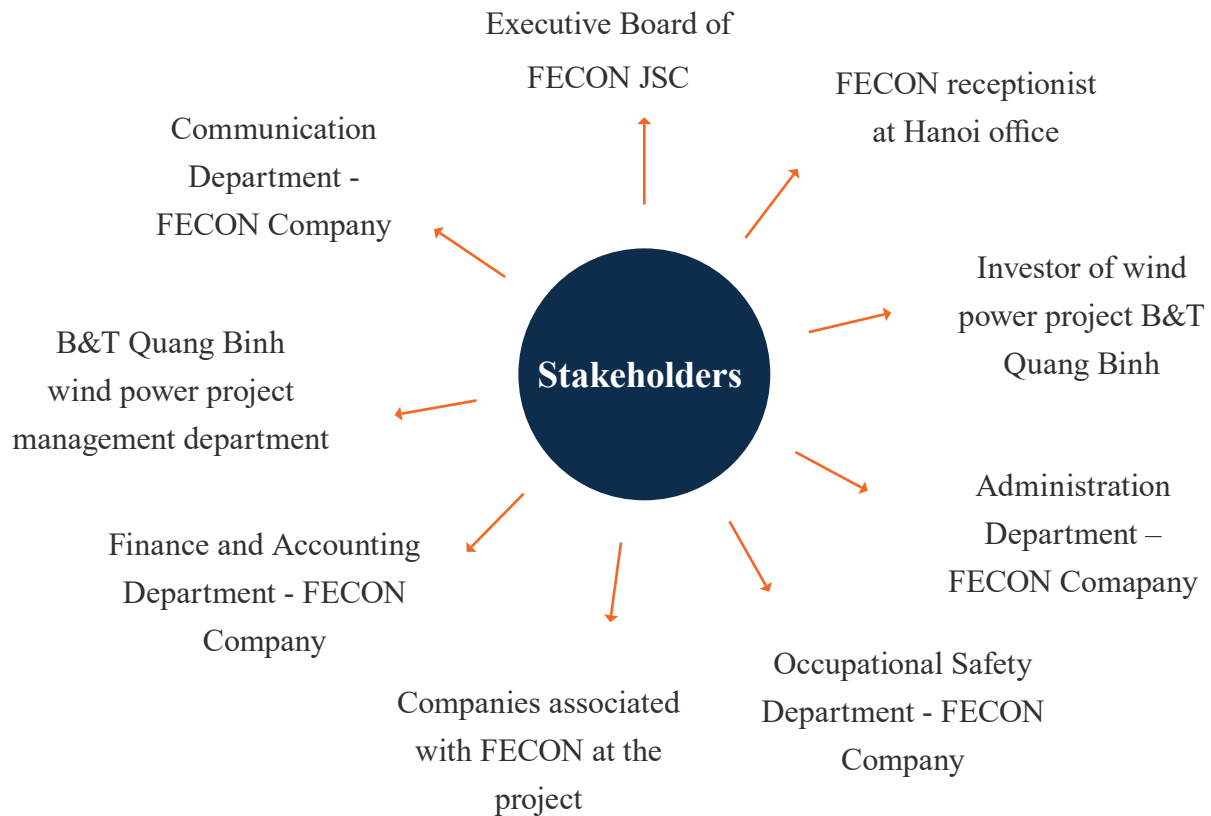 Executive Board of
FECON JSC
FECON receptionist
at Hanoi office
Investor of wind
power project B&T
Quang Binh
Administration
Department –
FECON Comapany
Occupational Safety
Department - FECON
Company
Companies associated
with FECON at the
project
Finance and Accounting
Department - FECON
Company
B&T Quang Binh
wind power project
management department
Communication
Department -
FECON Company
Stakeholders